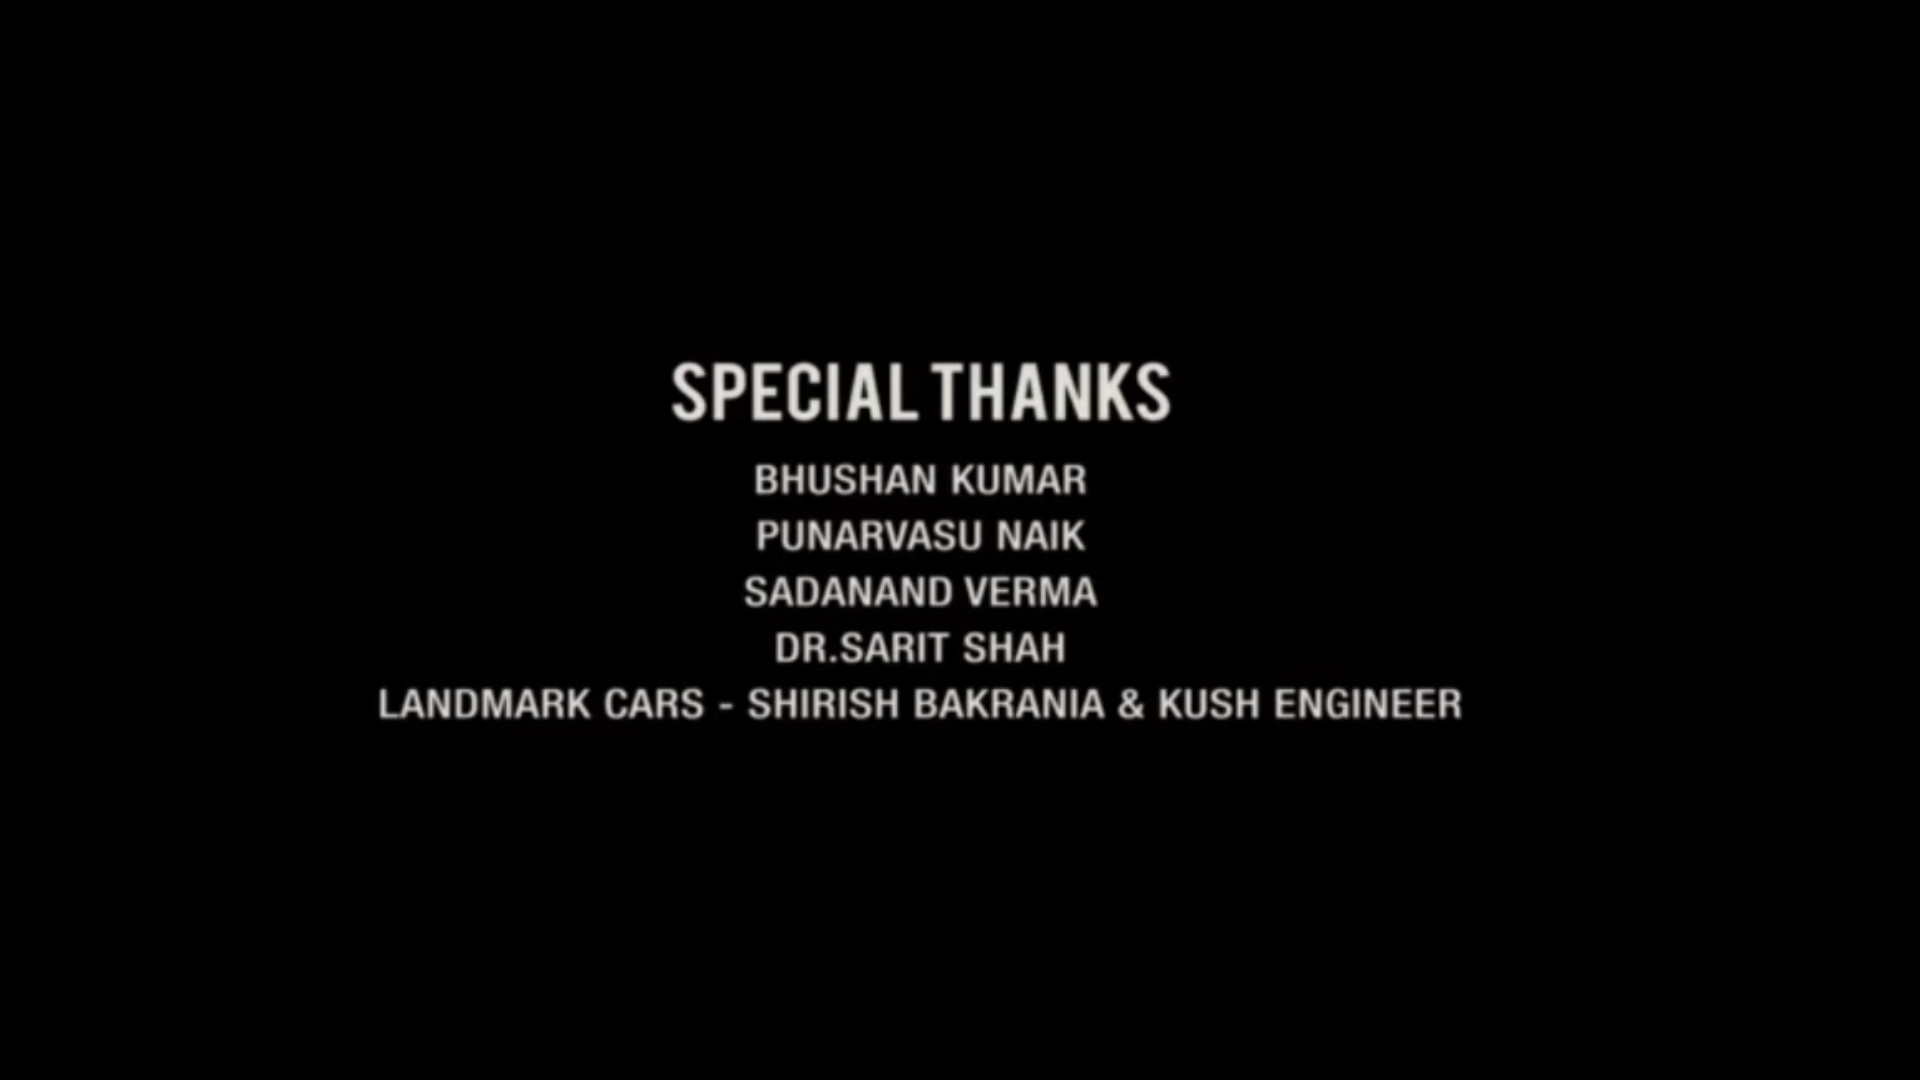 SPECIAL THANKS
BHUSHAN KUMAR
PUNARVASU NAIK
SADANAND VERMA
DR.SARIT SHAH
LANDMARK CARS - SHIRISH BAKRANIA & KUSH ENGINEER